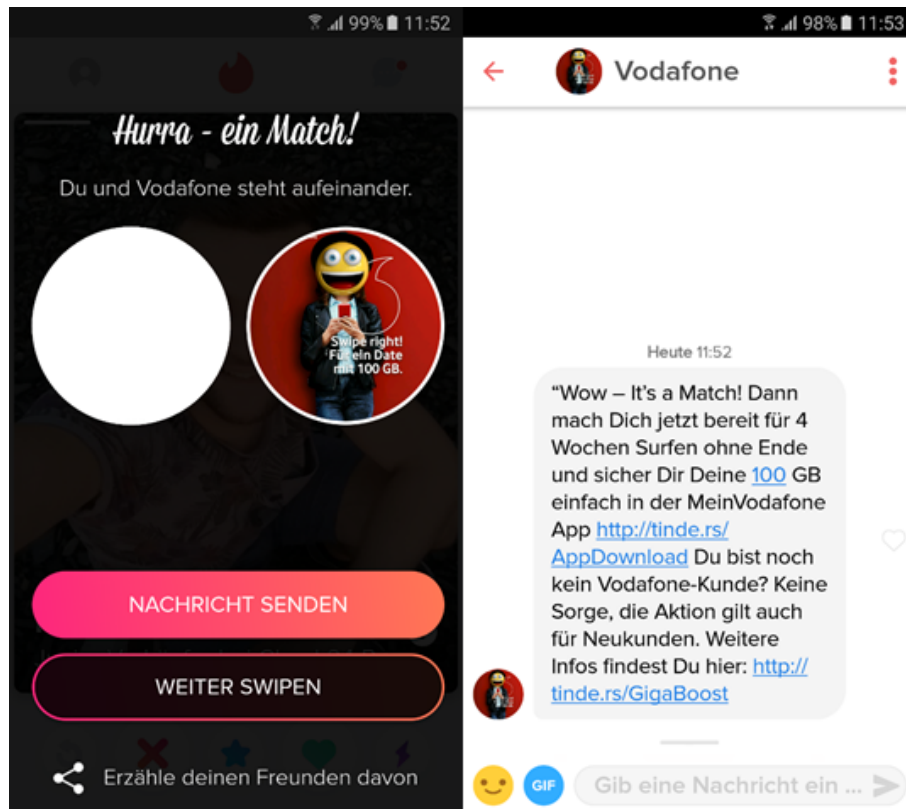 99% 11:52
Hurra - ein Match!
Du und Vodafone steht aufeinander.
Swipe right!
Für ein Date
mit 100 GB.
NACHRICHT SENDEN
WEITER SWIPEN
Erzähle deinen Freunden davon
98% 11:53
Vodafone
Heute 11:52
“Wow – It’s a Match! Dann
mach Dich jetzt bereit für 4
Wochen Surfen ohne Ende
und sicher Dir Deine 100 GB
einfach in der MeinVodafone
App http://tinde.rs/
AppDownload Du bist noch
kein Vodafone-Kunde? Keine
Sorge, die Aktion gilt auch
für Neukunden. Weitere
Infos findest Du hier: http://
tinde.rs/GigaBoost
GIF
Gib eine Nachricht ein ...